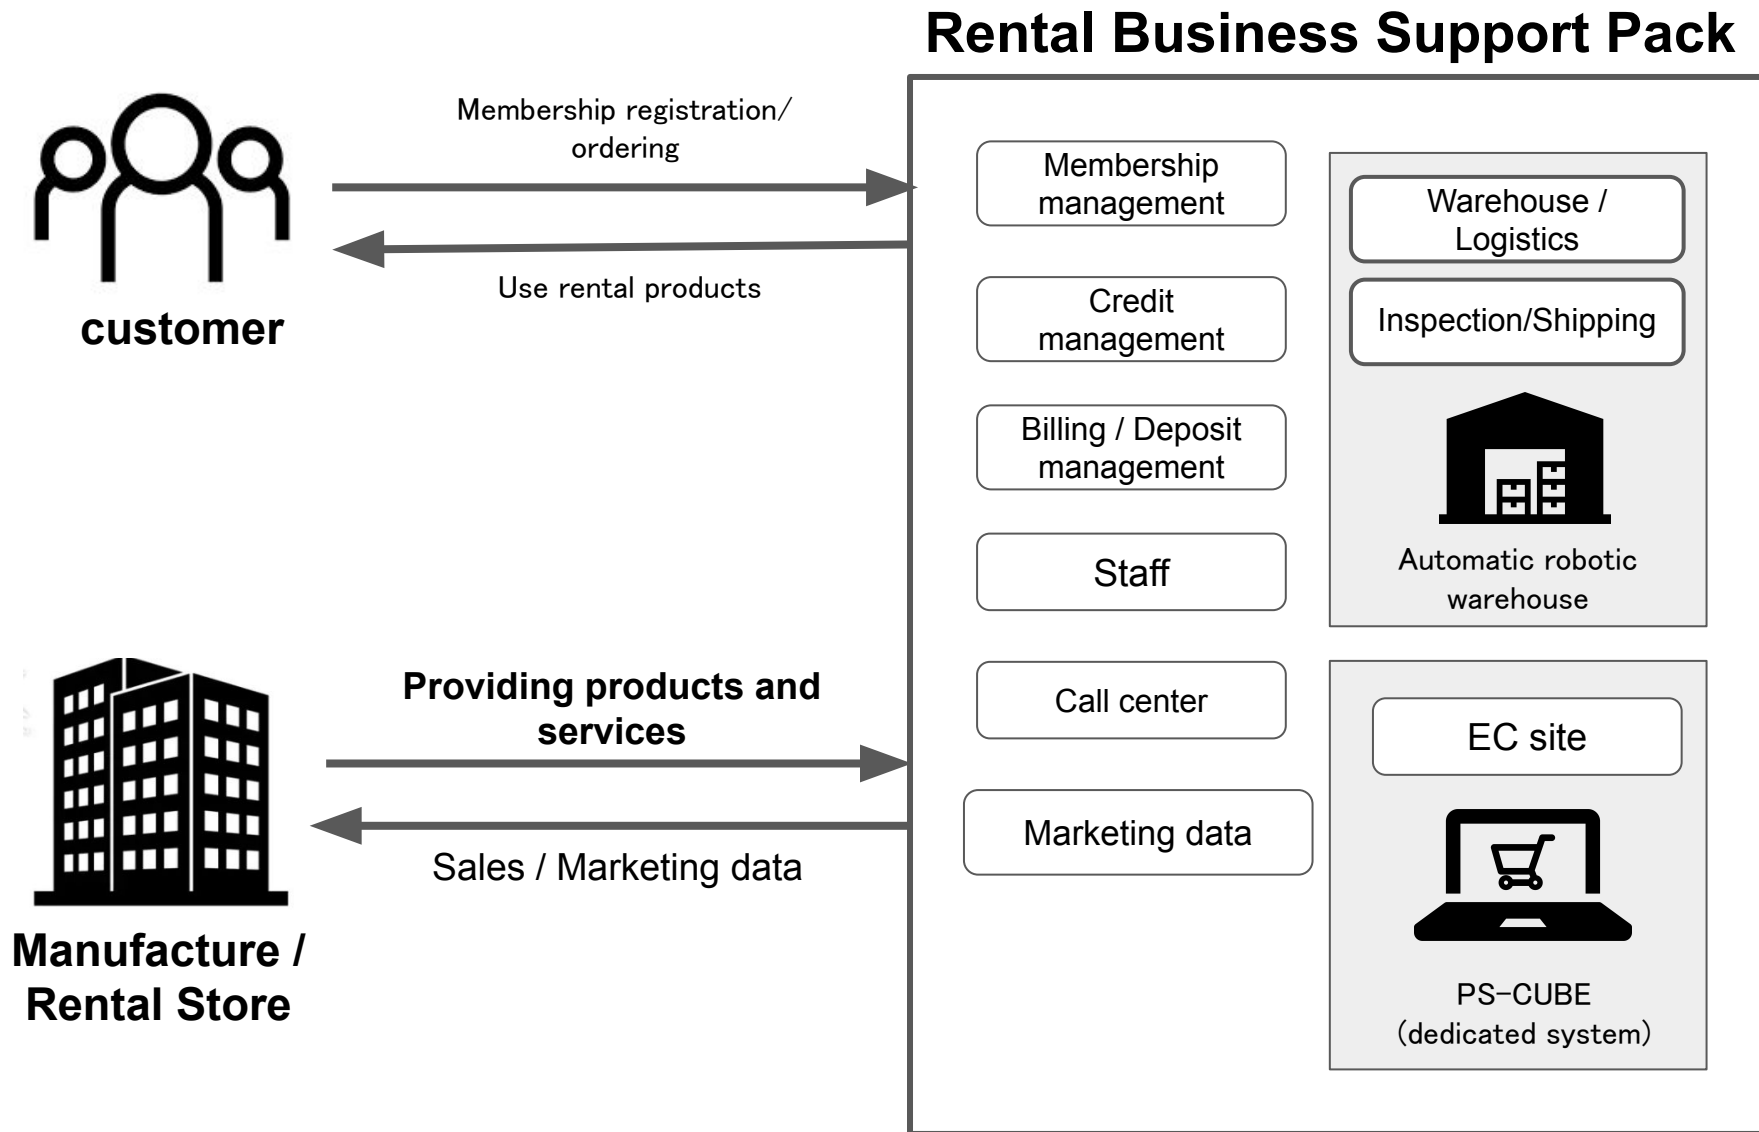 Rental Business Support Pack
Membership registration/
ordering
Use rental products
customer
Providing products and
services
Sales / Marketing data
Manufacture /
Rental Store
Membership
management
Credit
management
Billing / Deposit
management
Staff
Call center
Marketing data
Warehouse /
Logistics
Inspection/Shipping
Automatic robotic
warehouse
EC site
PS-CUBE
(dedicated system)